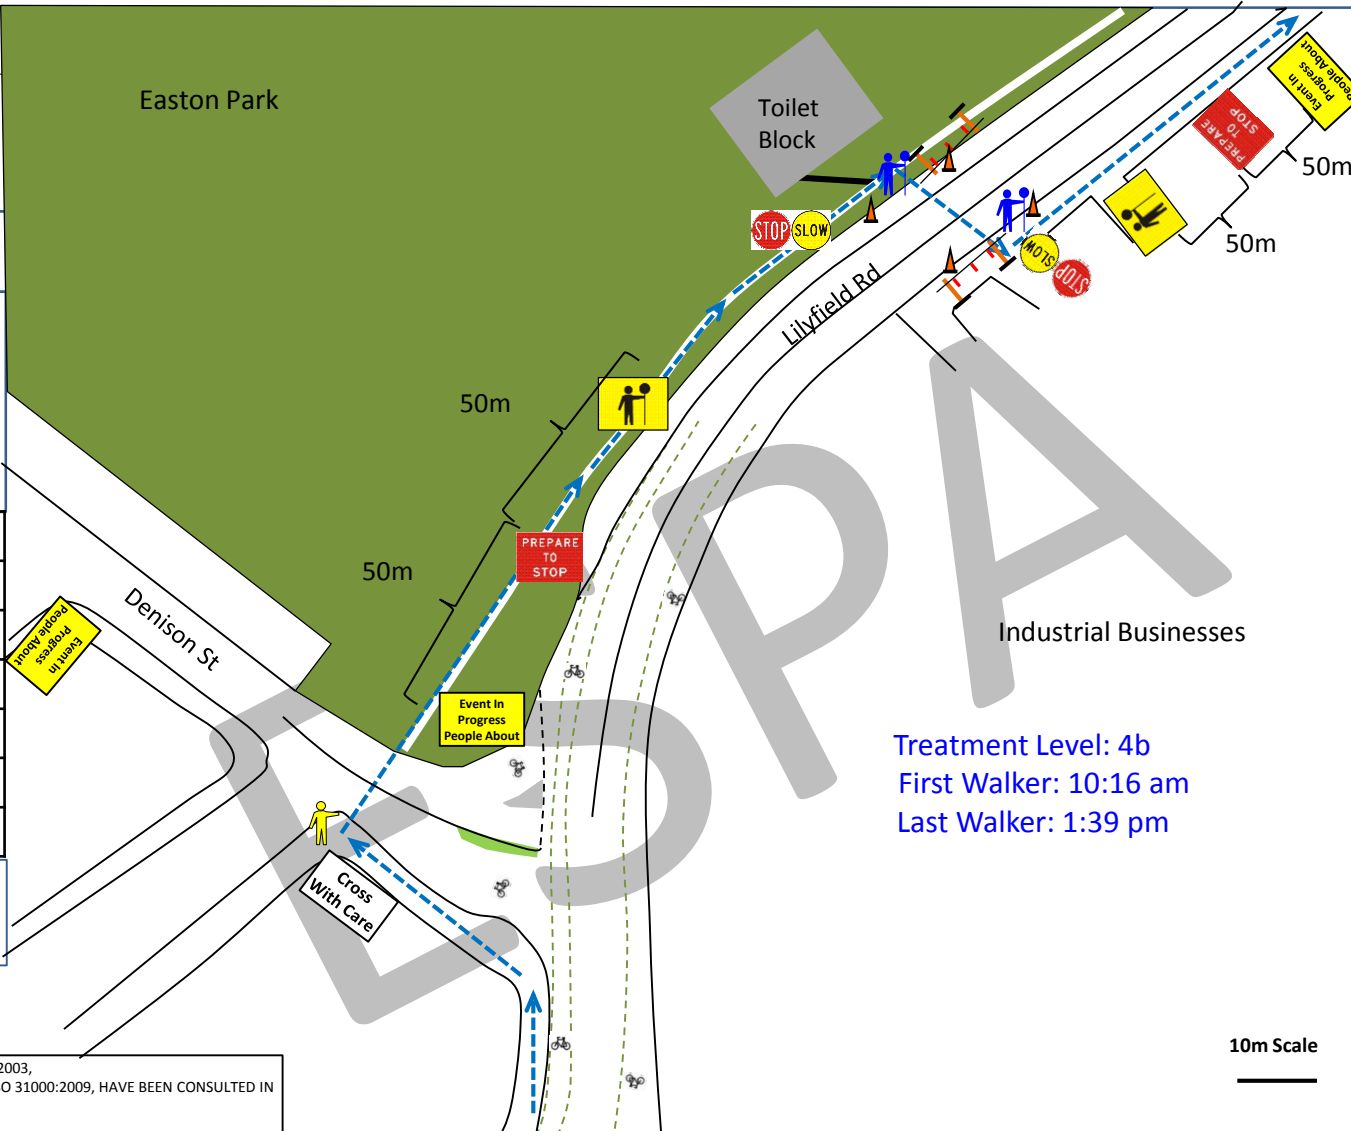 Easton Park
Toilet
Block
Event In
Progress
People About
PREPARE
TO
STOP
50m
50m
STOP SLOW
SLOW
STOP
Lilyfield Rd
50m
PREPARE
TO
STOP
50m
Denison St
Event In
Progress
People About
Event In
Progress
People About
Industrial Businesses
Treatment Level: 4b
First Walker: 10:16 am
Last Walker: 1:39 pm
Cross
With Care
10m Scale
2003,
SO 31000:2009, HAVE BEEN CONSULTED IN
ESPA